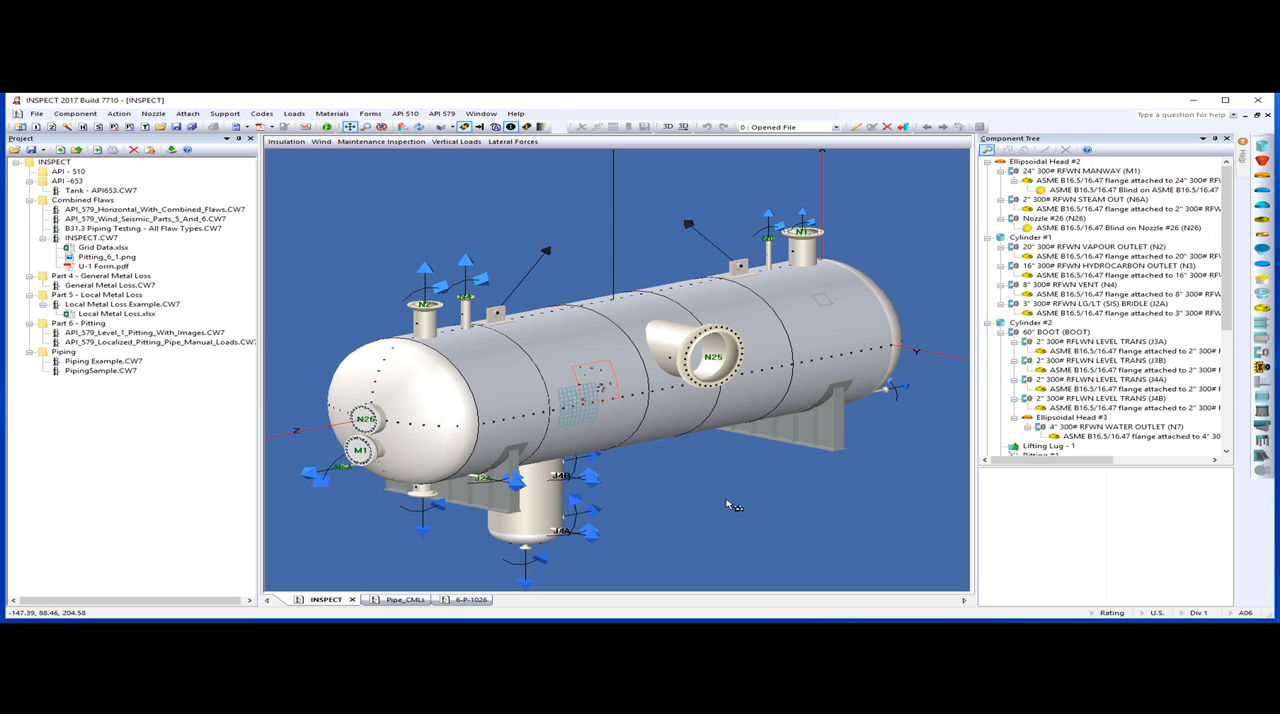 INSPECT 2017 Build 7710 - [INSPECT]
File Component Action Nozzle Attach Support Codes Loads Materials Forms API 510 API 579 Window Help
Type a question for help
3D 3D 0 : Opened File
Project
INSPECT
API - 510
API -653
Tank - API653.CW7
Combined Flaws
API_579_Horizontal_With_Combined_Flaws.CW7
API_579_Wind_Seismic_Parts_5_And_6.CW7
B31.3 Piping Testing - All Flaw Types.CW7
INSPECT.CW7
Grid Data.xlsx
Pitting_6_1.png
U-1 Form.pdf
Part 4 - General Metal Loss
General Metal Loss.CW7
Part 5 - Local Metal Loss
Local Metal Loss Example.CW7
Local Metal Loss.xlsx
Part 6 - Pitting
API_579_Level_1_Pitting_With_Images.CW7
API_579_Localized_Pitting_Pipe_Manual_Loads.CW7
Piping
Piping Example.CW7
PipingSample.CW7
Insulation Wind Maintenance Inspection Vertical Loads Lateral Forces
N1
N2
Y
N25
Z
N26
M1
J4B
J4A
INSPECT Pipe_CMLs 6-P-1026
Component Tree
Help
Ellipsoidal Head #2
24" 300# RFWN MANWAY (M1)
ASME B16.5/16.47 flange attached to 24" 300# RF
ASME B16.5/16.47 Blind on ASME B16.5/16.47
2" 300# RFWN STEAM OUT (N6A)
ASME B16.5/16.47 flange attached to 2" 300# RFW
Nozzle #26 (N26)
ASME B16.5/16.47 Blind on Nozzle #26 (N26)
Cylinder #1
20" 300# RFWN VAPOUR OUTLET (N2)
ASME B16.5/16.47 flange attached to 20" 300# RF
16" 300# RFWN HYDROCARBON OUTLET (N3)
ASME B16.5/16.47 flange attached to 16" 300# RF
8" 300# RFWN VENT (N4)
ASME B16.5/16.47 flange attached to 8" 300# RFW
3" 300# RFWN LG/LT (SIS) BRIDLE (J2A)
ASME B16.5/16.47 flange attached to 3" 300# RFW
Cylinder #2
60" BOOT (BOOT)
2" 300# RFLWN LEVEL TRANS (J3A)
ASME B16.5/16.47 flange attached to 2" 300# RF
2" 300# RFLWN LEVEL TRANS (J3B)
ASME B16.5/16.47 flange attached to 2" 300# RF
2" 300# RFLWN LEVEL TRANS (J4A)
ASME B16.5/16.47 flange attached to 2" 300# RF
2" 300# RFLWN LEVEL TRANS (J4B)
ASME B16.5/16.47 flange attached to 2" 300# RF
Ellipsoidal Head #3
4" 300# RFWN WATER OUTLET (N7)
ASME B16.5/16.47 flange attached to 4" 30
Lifting Lug - 1
-147.39, 88.46, 204.58
Rating U.S. Div 1 A06